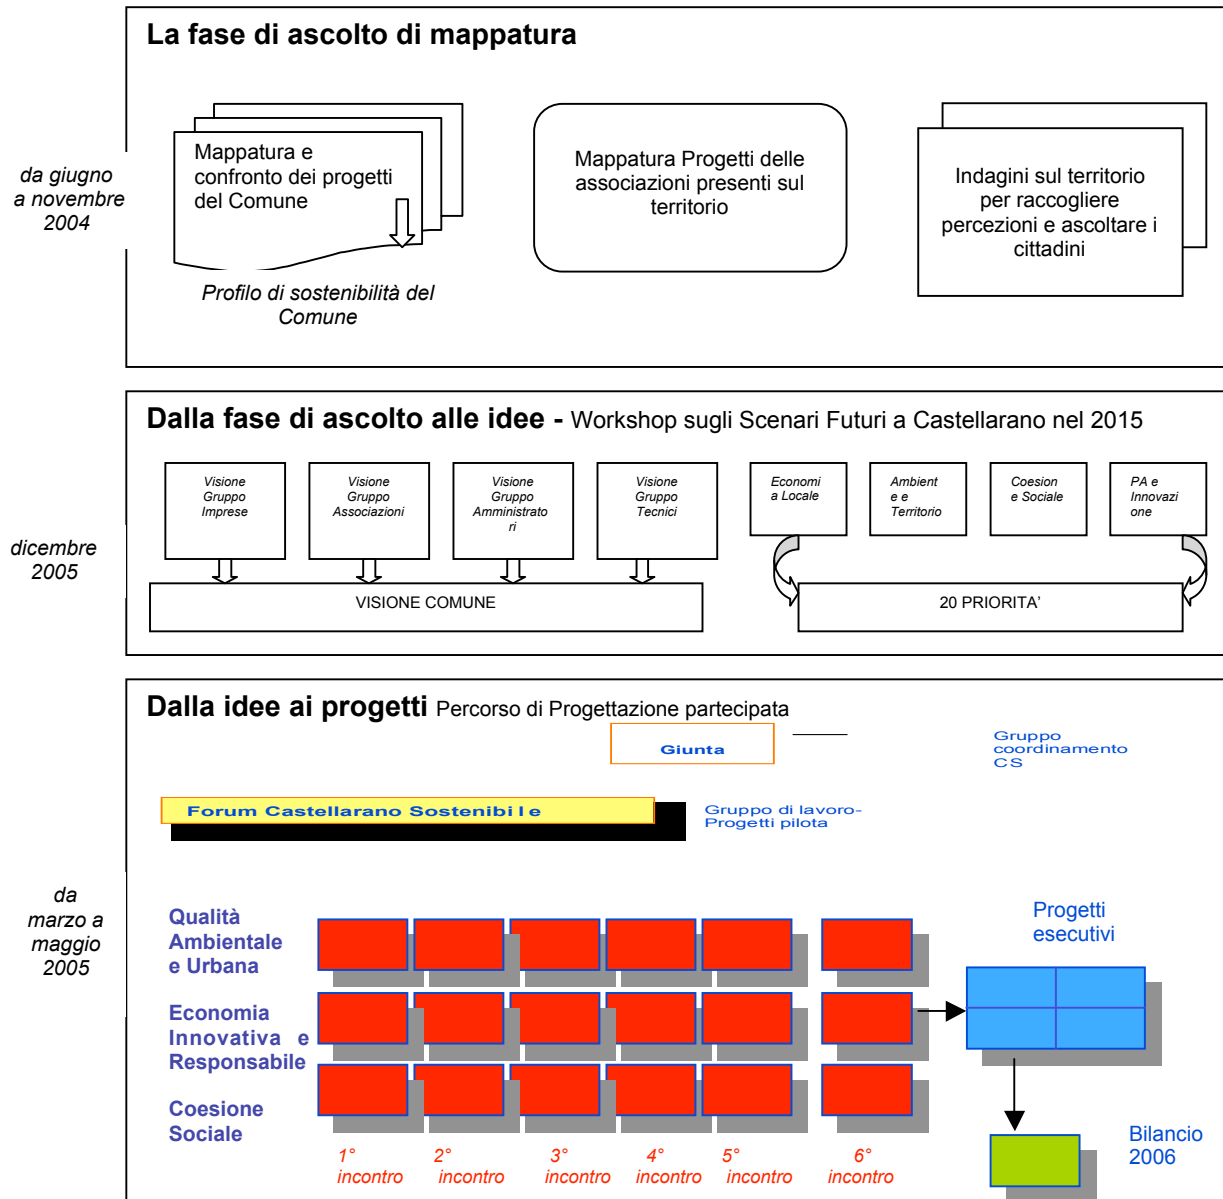 La fase di ascolto di mappatura
da giugno
a novembre
2004
Mappatura e
confronto dei progetti
del Comune
Profilo di sostenibilità del
Comune
Mappatura Progetti delle
associazioni presenti sul
territorio
Indagini sul territorio
per raccogliere
percezioni e ascoltare i
cittadini
Dalla fase di ascolto alle idee - Workshop sugli Scenari Futuri a Castellarano nel 2015
dicembre
2005
Visione
Gruppo
Imprese
Visione
Gruppo
Associazioni
Visione
Gruppo
Amministrato
ri
Visione
Gruppo
Tecnici
Economi
a Locale
Ambient
e e
Territorio
Coesion
e Sociale
PA e
Innovazi
one
VISIONE COMUNE
20 PRIORITA’
Dalla idee ai progetti Percorso di Progettazione partecipata
da
marzo a
maggio
2005
Giunta
Gruppo
coordinamento
CS
Forum Castellarano Sostenibile
Gruppo di lavoro-
Progetti pilota
Qualità
Ambientale
e Urbana
Economia
Innovativa e
Responsabile
Coesione
Sociale
1°
incontro
2°
incontro
3°
incontro
4°
incontro
5°
incontro
6°
incontro
Progetti
esecutivi
Bilancio
2006